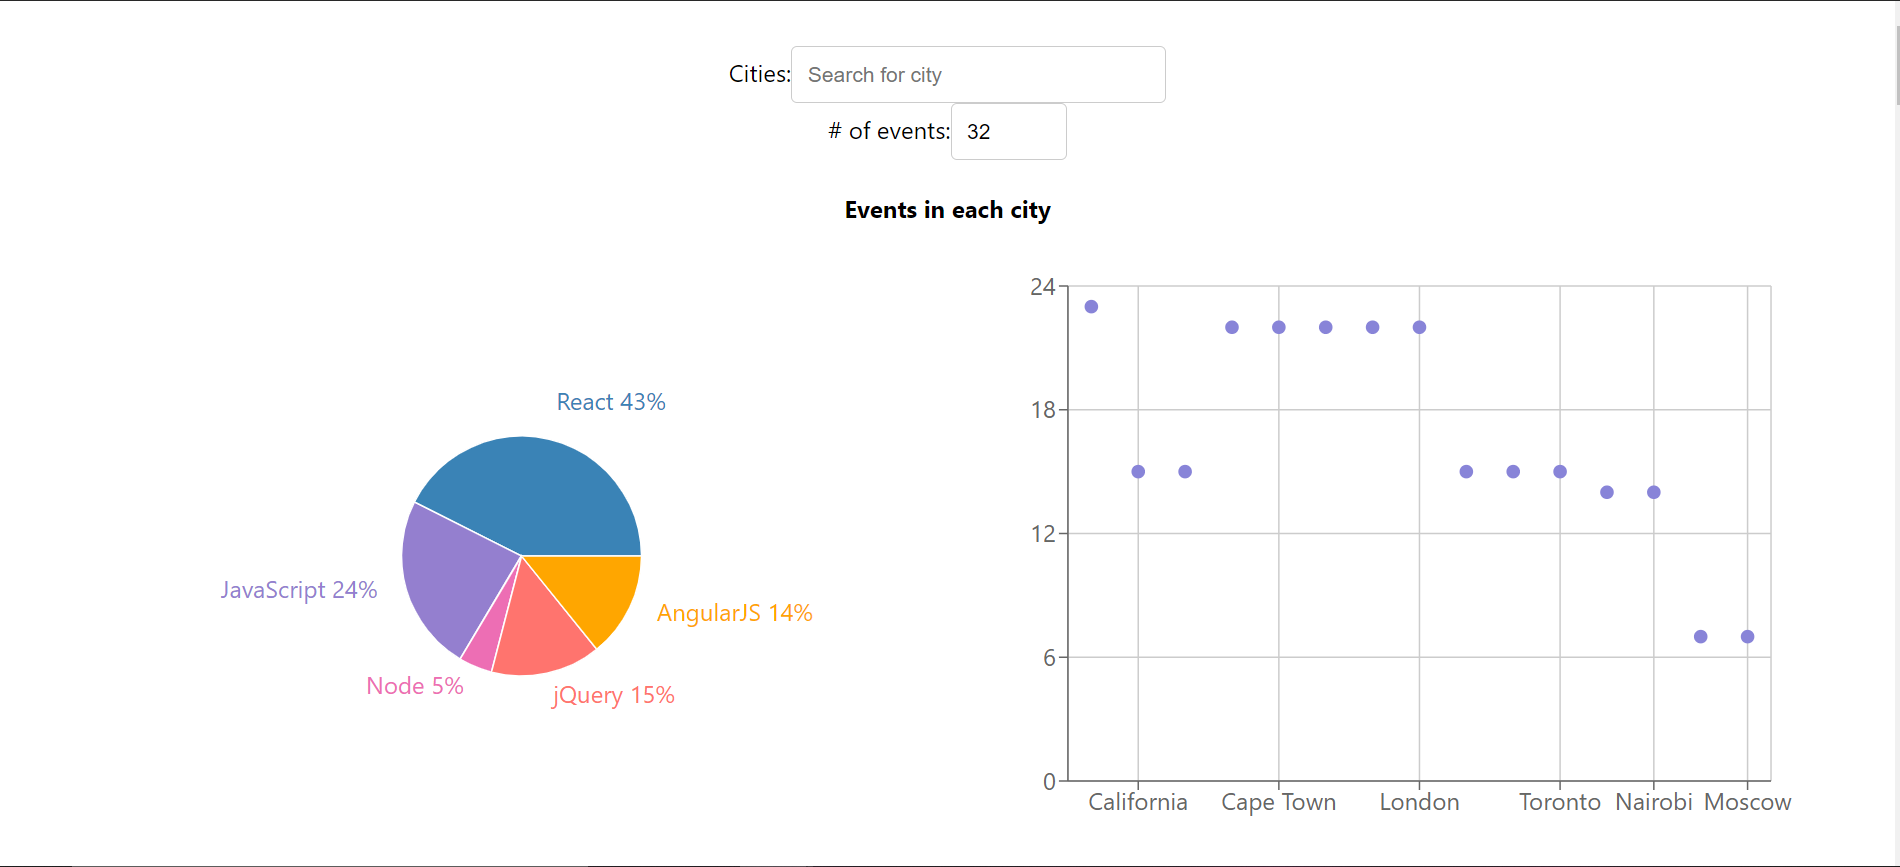 Cities: Search for city
# of events: 32
Events in each city
React 43%
JavaScript 24%
AngularJS 14%
Node 5%
jQuery 15%
24
18
12
6
0
California Cape Town London Toronto Nairobi Moscow